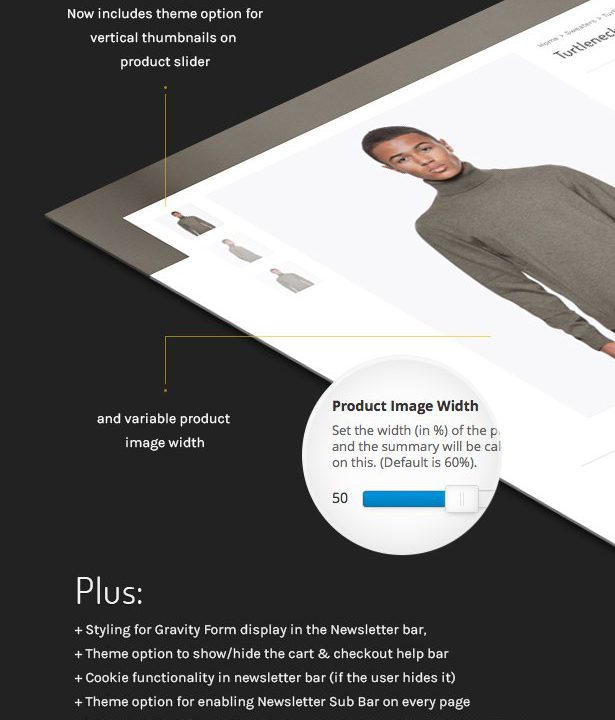 Now includes theme option for
vertical thumbnails on
product slider
Home > Sweaters >
Turtleneck
and variable product
image width
Product Image Width
Set the width (in %) of the p
and the summary will be cal
on this. (Default is 60%).
50
Plus:
+ Styling for Gravity Form display in the Newsletter bar,
+ Theme option to show/hide the cart & checkout help bar
+ Cookie functionality in newsletter bar (if the user hides it)
+ Theme option for enabling Newsletter Sub Bar on every page